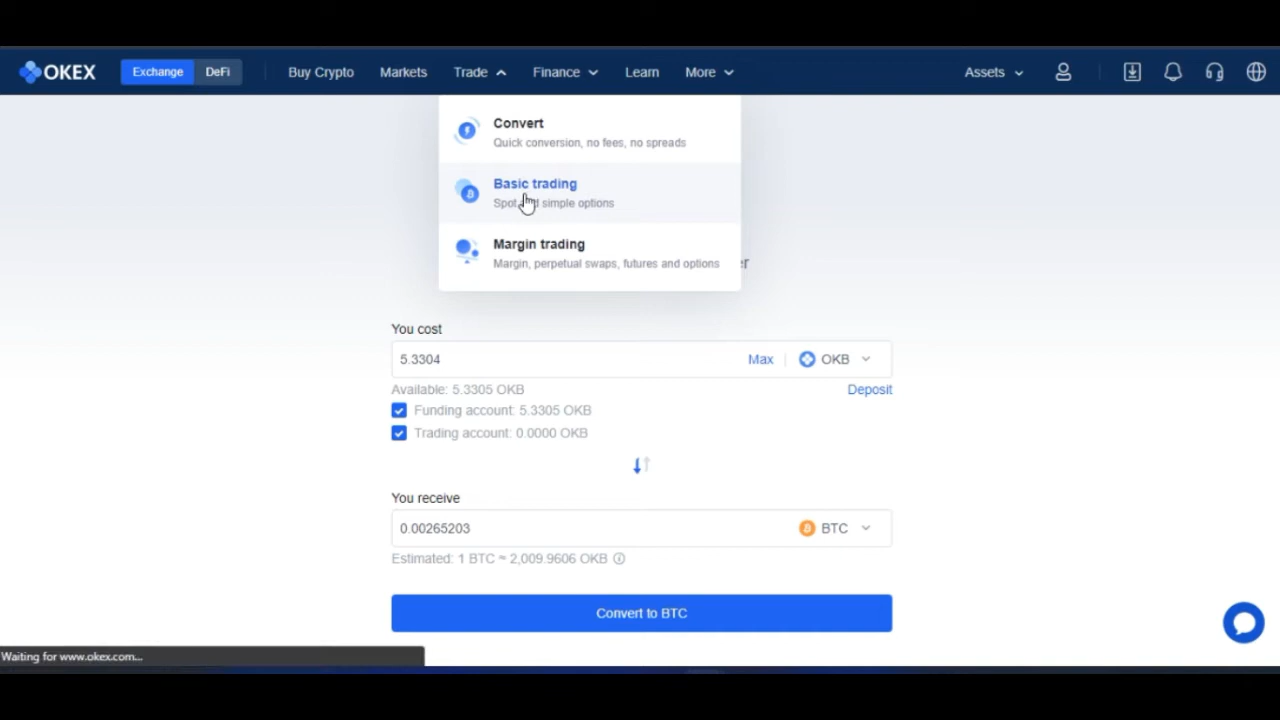 OKEX Exchange DeFi Buy Crypto Markets Trade Finance Learn More Assets
Convert
Quick conversion, no fees, no spreads
Basic trading
Spot simple options
Margin trading
Margin, perpetual swaps, futures and options
You cost
5.3304 Max OKB
Available: 5.3305 OKB Deposit
Funding account: 5.3305 OKB
Trading account: 0.0000 OKB
You receive
0.00265203 BTC
Estimated: 1 BTC ≈ 2,009.9606 OKB
Convert to BTC
Waiting for www.okex.com...